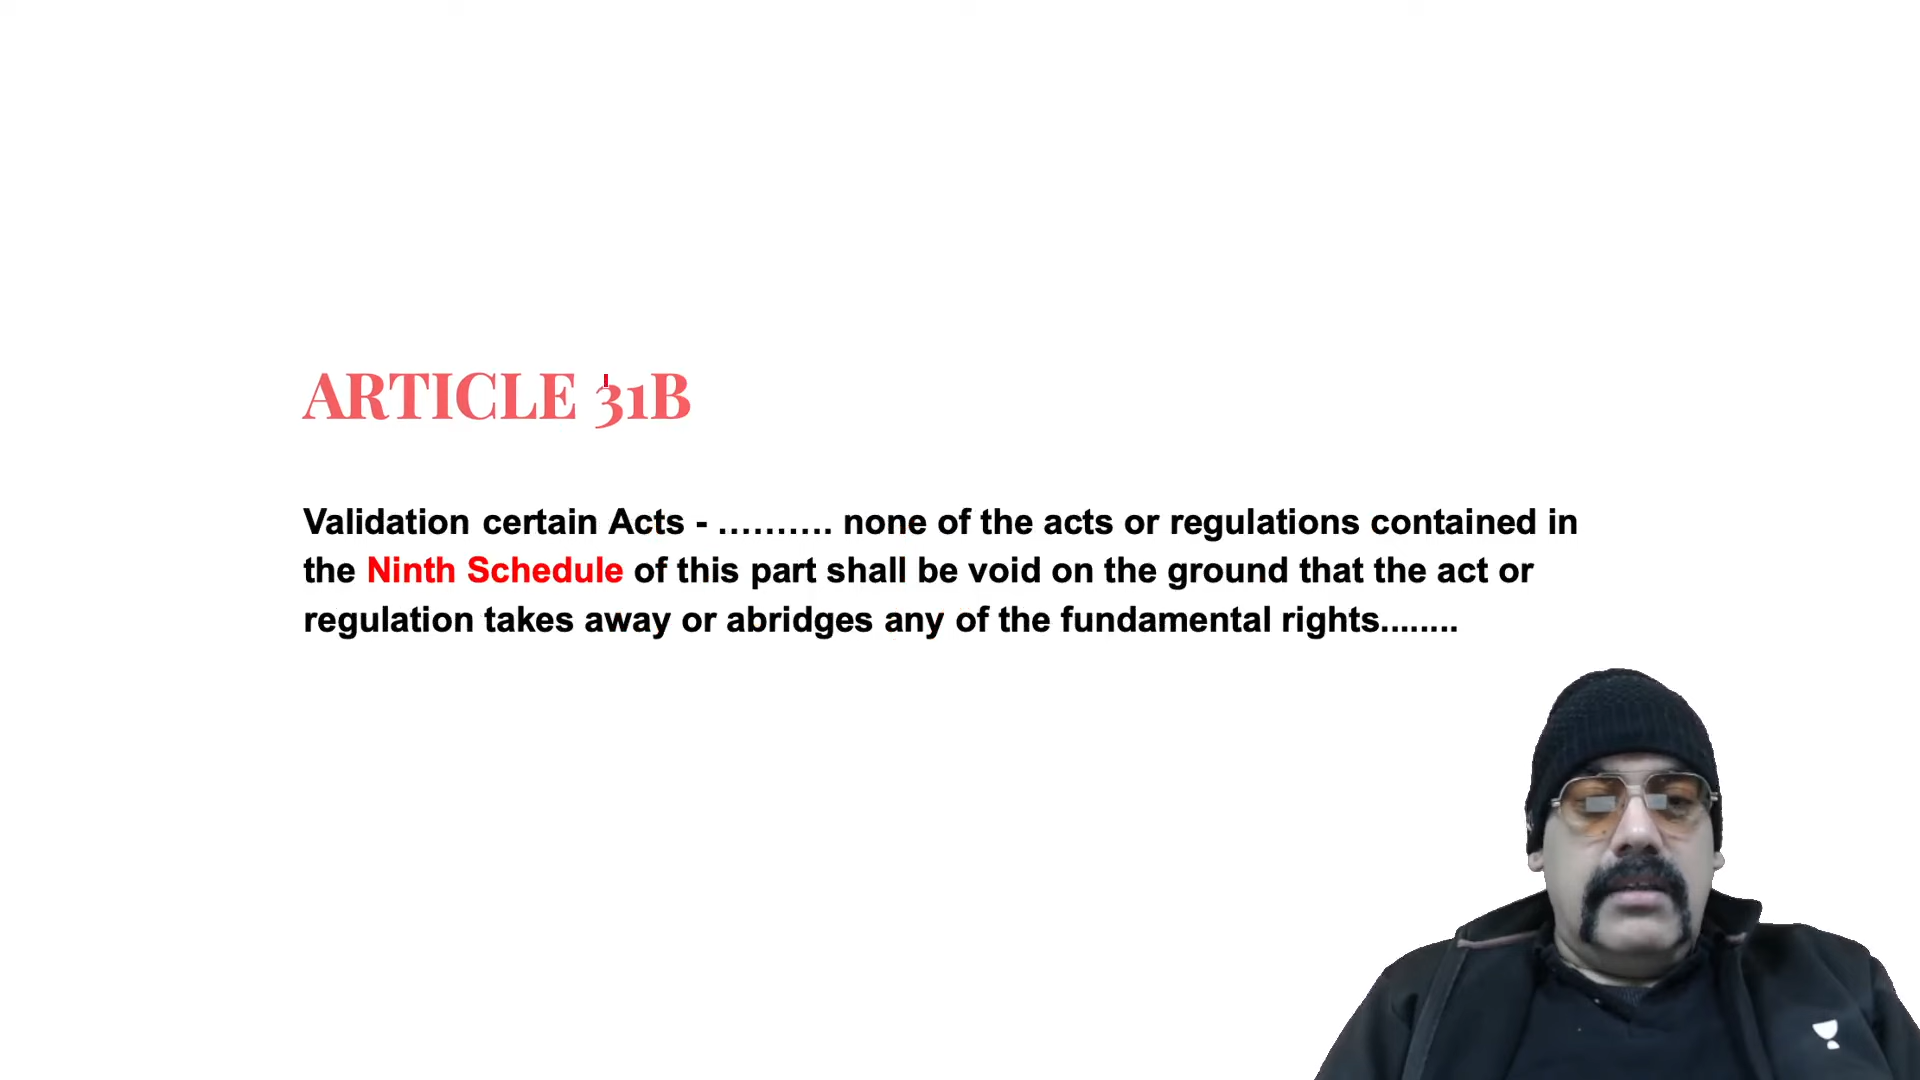 ARTICLE 31B
Validation certain Acts - ………. none of the acts or regulations contained in
the Ninth Schedule of this part shall be void on the ground that the act or
regulation takes away or abridges any of the fundamental rights........